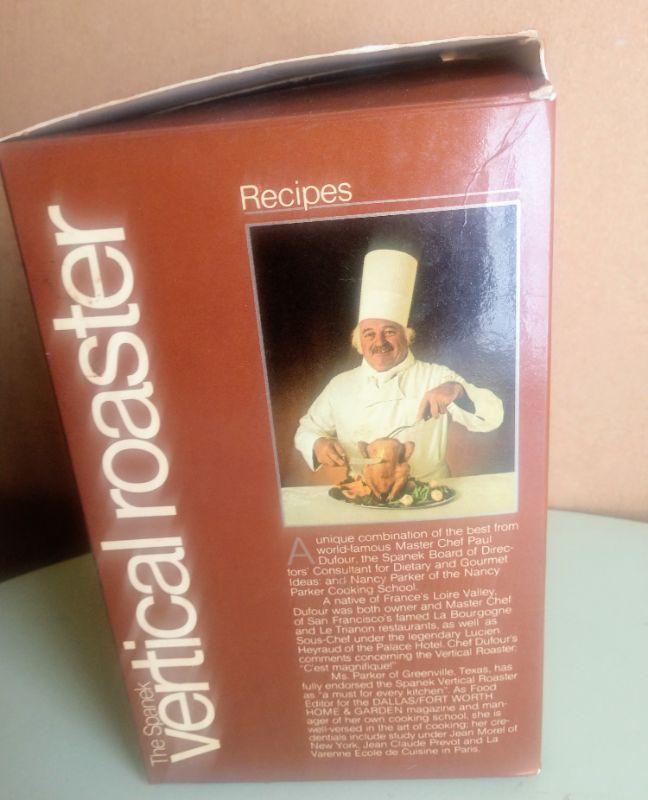 The Spanek
vertical roaster
Recipes
A unique combination of the best from
world-famous Master Chef Paul
Dufour, the Spanek Board of Direc-
tors' Consultant for Dietary and Gourmet
Ideas: and Nancy Parker of the Nancy
Parker Cooking School.
A native of France's Loire Valley,
Dufour was both owner and Master Chef
of San Francisco's famed La Bourgogne
and Le Trianon restaurants, as well as
Sous-Chef under the legendary Lucien
Heyraud of the Palace Hotel. Chef Dufour's
comments concerning the Vertical Roaster:
"C'est magnifique!"
Ms. Parker of Greenville, Texas, has
fully endorsed the Spanek Vertical Roaster
as "a must for every kitchen". As Food
Editor for the DALLAS/FORT WORTH
HOME & GARDEN magazine and man-
ager of her own cooking school, she is
well-versed in the art of cooking; her cre-
dentials include study under Jean Morel of
New York, Jean Claude Prevot and La
Varenne Ecole de Cuisine in Paris.